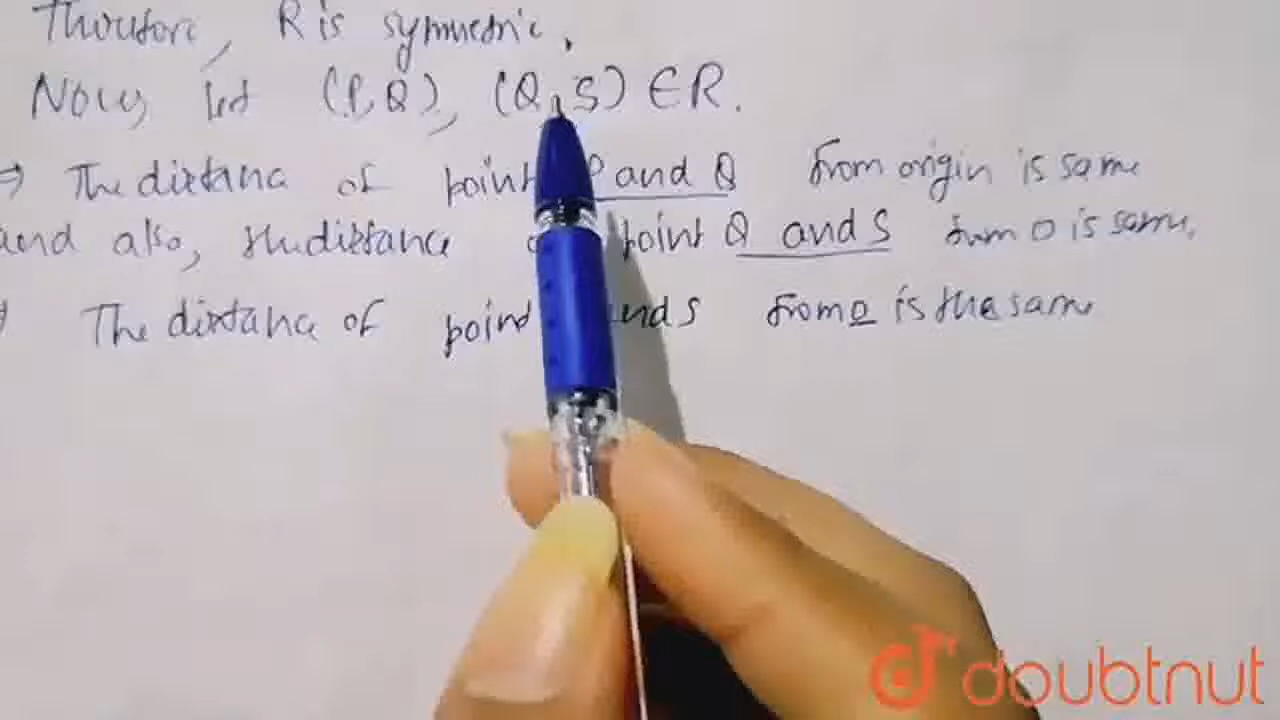 Therefore, R is symmetric.
Now, let (P,Q), (Q,S) ∈ R.
⇒ The distance of point P and Q from origin is same
and also, the distance point Q and S from O is same.
⇒ The distance of point and S from O is the same
doubtnut